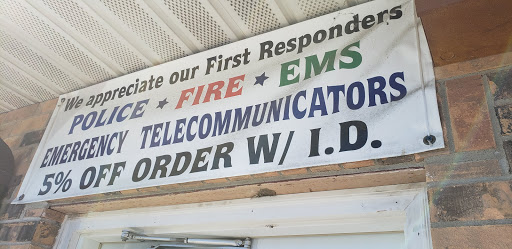 We appreciate our First Responders
POLICE ★ FIRE ★ EMS
EMERGENCY TELECOMMUNICATORS
5% OFF ORDER W/ I.D.